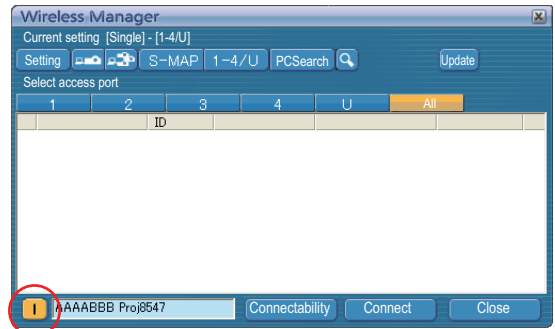 Wireless Manager
Current setting [Single] - [1-4/U]
Setting S-MAP 1-4/U PCSearch Update
Select access port
1 2 3 4 U All
ID
I AAAABBB Proj8547 Connectability Connect Close